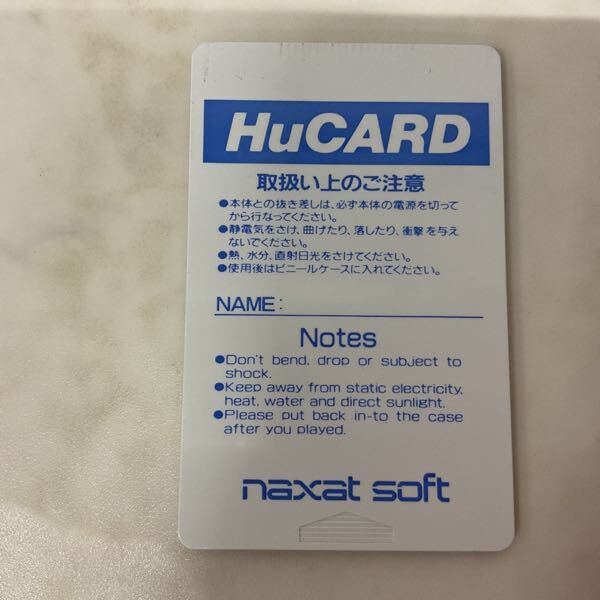 HuCARD
取扱い上のご注意
●本体との抜き差しは、必ず本体の電源を切って
から行なってください。
●静電気をさけ、曲げたり、落したり、衝撃を与え
ないでください。
●熱、水分、直射日光をさけてください。
●使用後はビニールケースに入れてください。
NAME:
Notes
●Don't bend, drop or subject to
shock.
●Keep away from static electricity,
heat, water and direct sunlight.
●Please put back in-to the case
after you played.
naxat soft